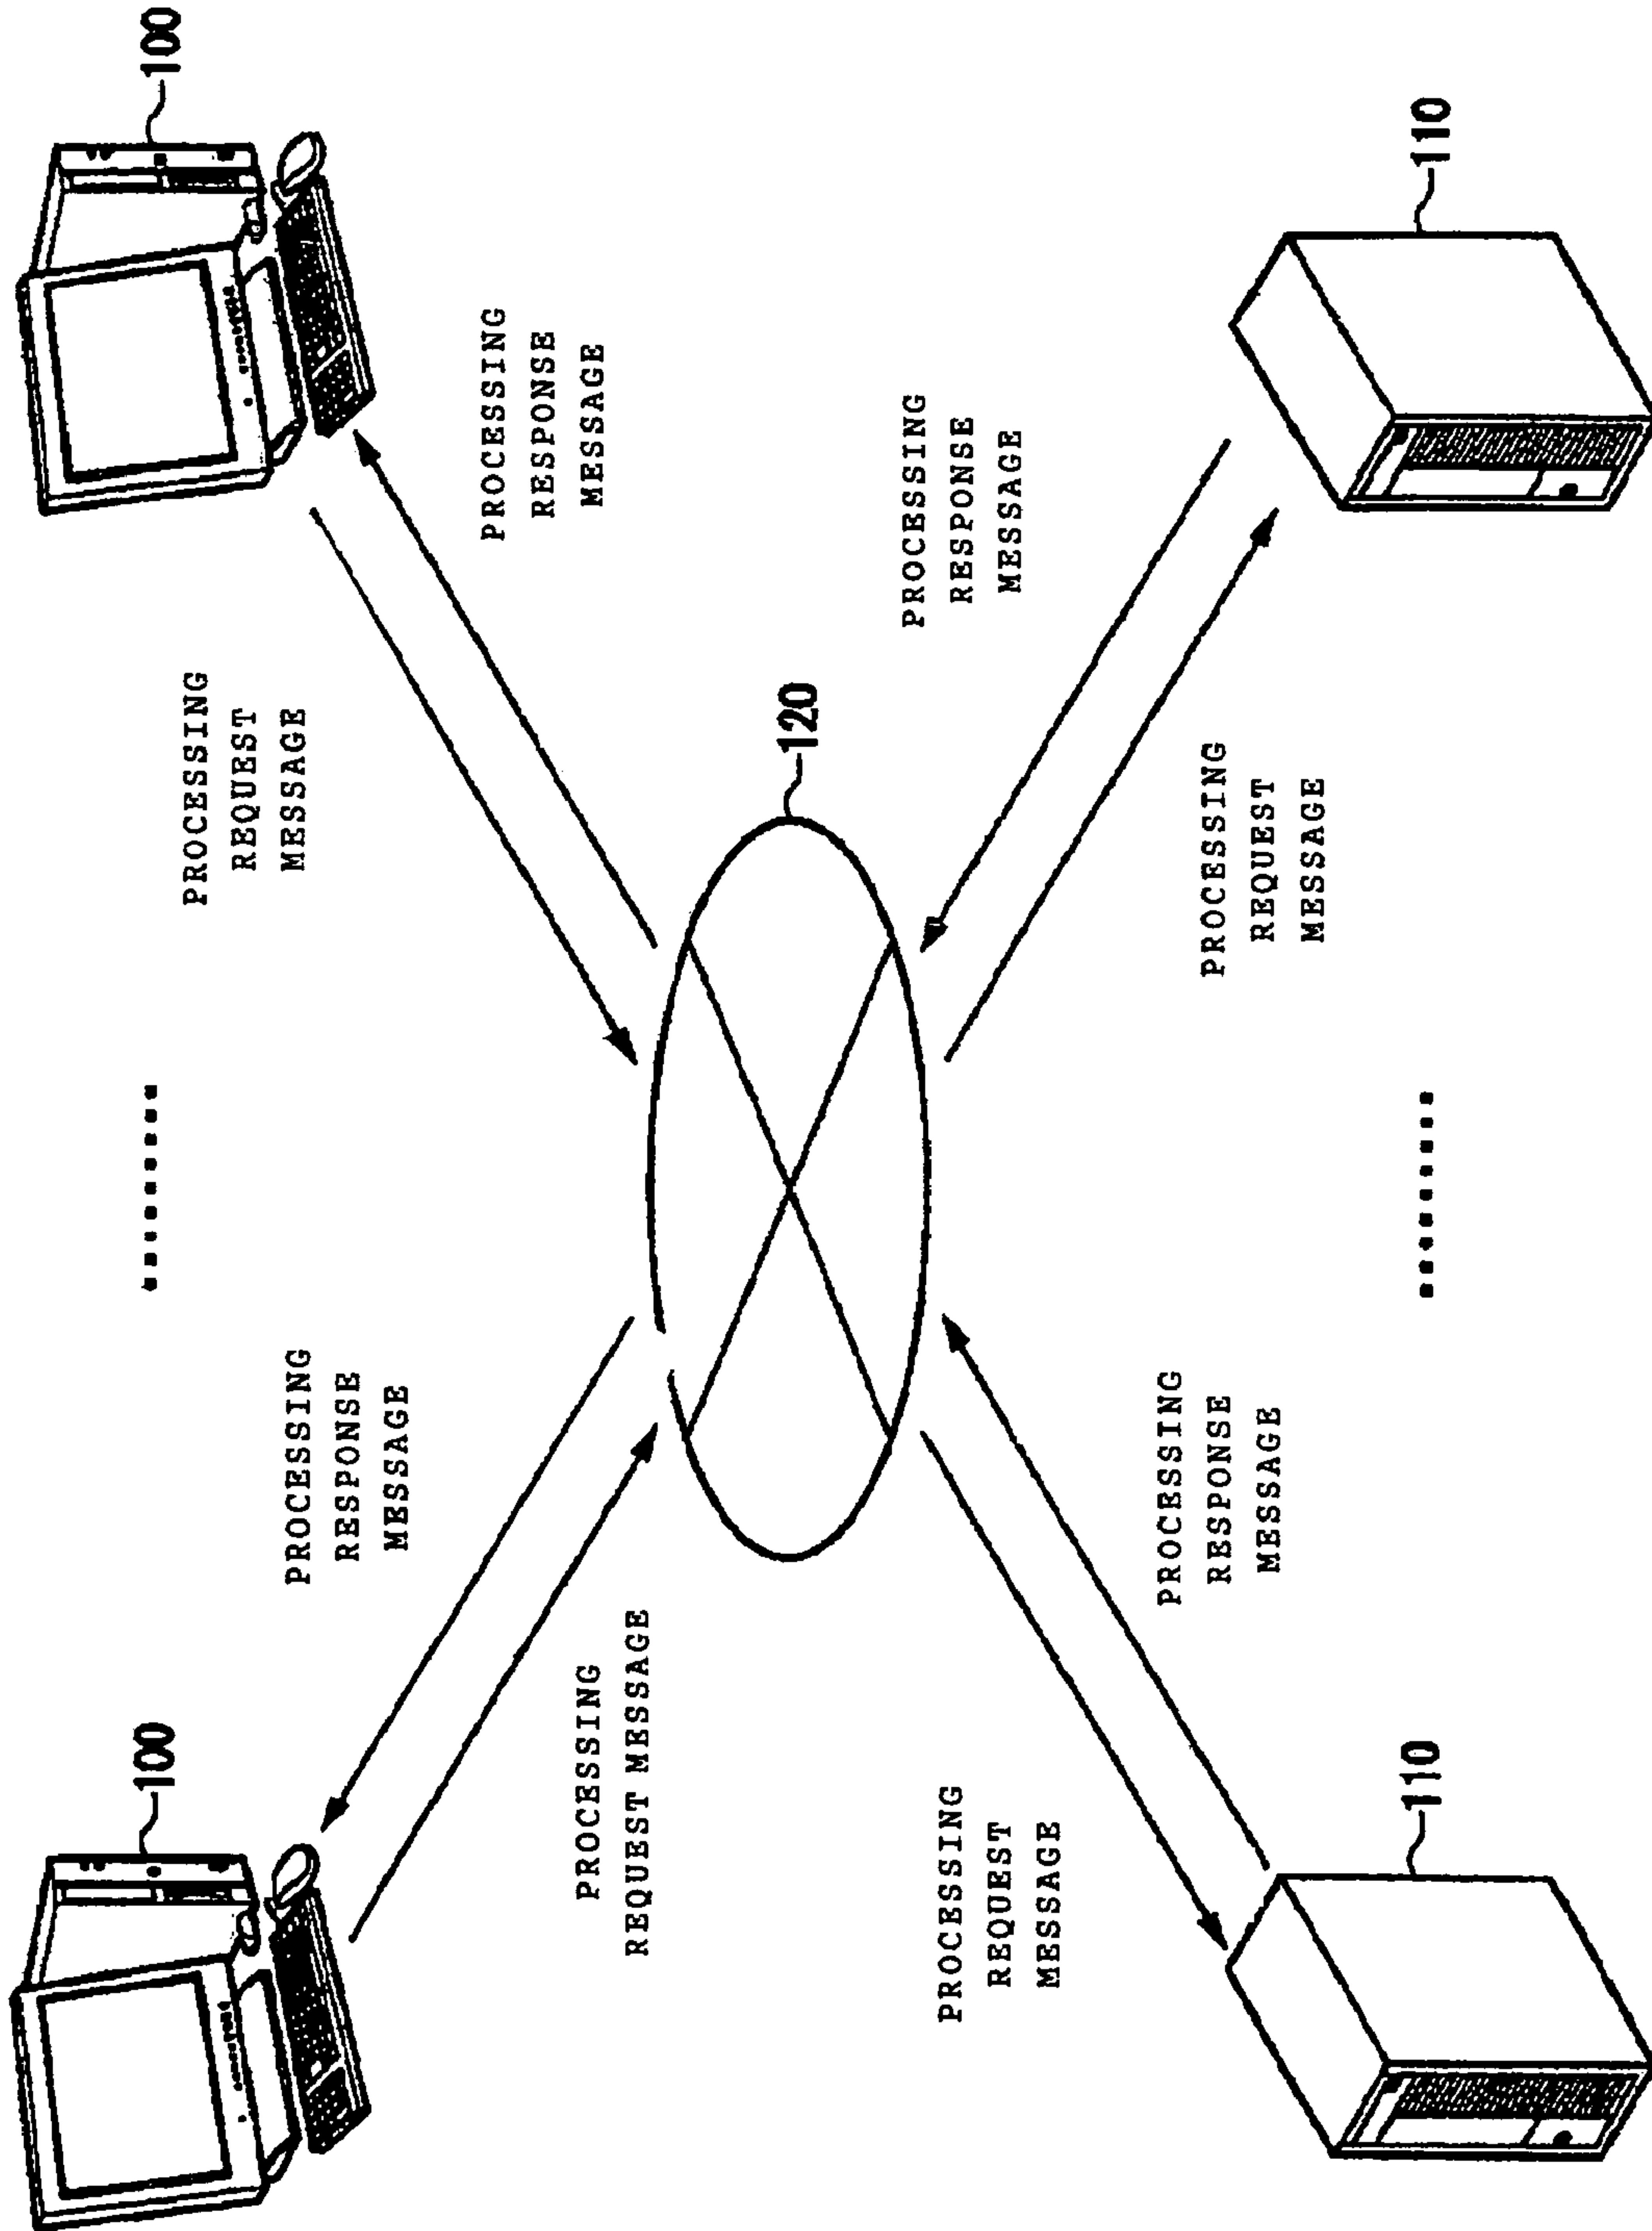 100
100
PROCESSING
REQUEST
MESSAGE
PROCESSING
RESPONSE
MESSAGE
PROCESSING
RESPONSE
MESSAGE
PROCESSING
REQUEST MESSAGE
120
PROCESSING
RESPONSE
MESSAGE
PROCESSING
REQUEST
MESSAGE
PROCESSING
RESPONSE
MESSAGE
PROCESSING
REQUEST
MESSAGE
110
110